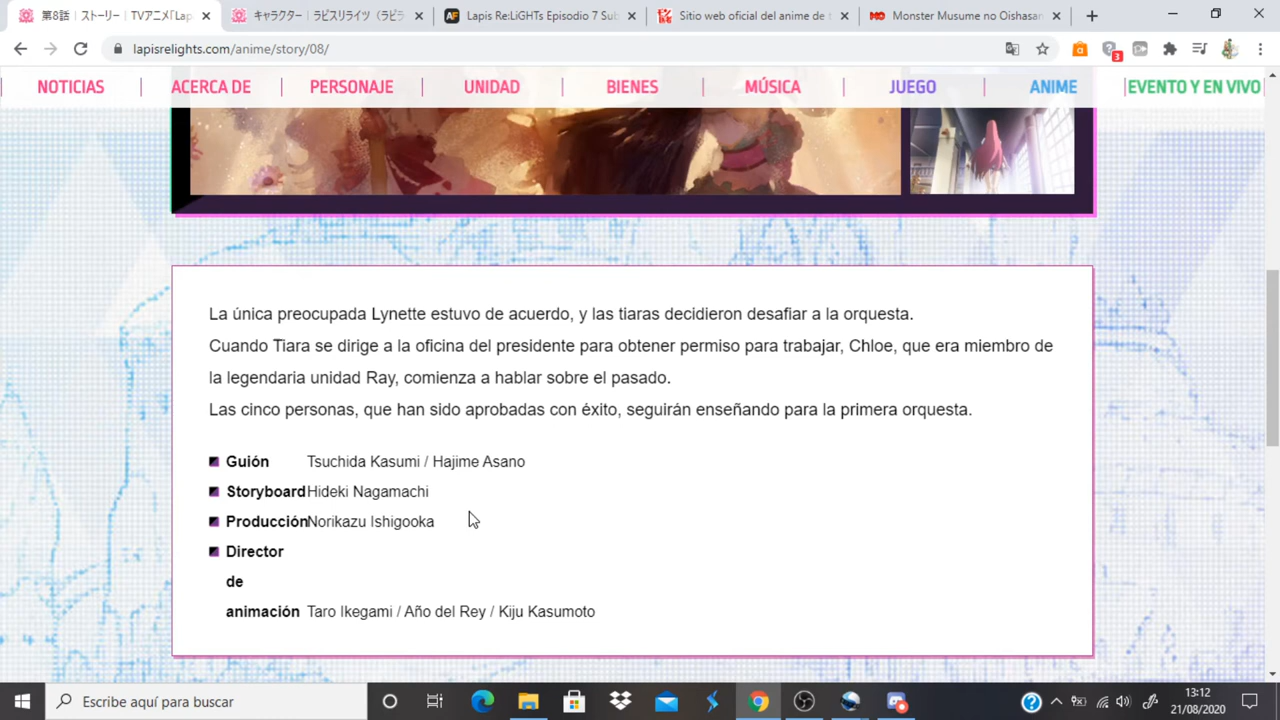 第8話｜ストーリー｜TVアニメ「Lap
キャラクター｜ラピスリライツ（ラピラ
Lapis Re:LiGHTs Episodio 7 Sub
Sitio web oficial del anime de t
Monster Musume no Oishasan
lapisrelights.com/anime/story/08/
3
NOTICIAS
ACERCA DE
PERSONAJE
UNIDAD
BIENES
MÚSICA
JUEGO
ANIME
EVENTO Y EN VIVO
La única preocupada Lynette estuvo de acuerdo, y las tiaras decidieron desafiar a la orquesta.
Cuando Tiara se dirige a la oficina del presidente para obtener permiso para trabajar, Chloe, que era miembro de
la legendaria unidad Ray, comienza a hablar sobre el pasado.
Las cinco personas, que han sido aprobadas con éxito, seguirán enseñando para la primera orquesta.
Guión Tsuchida Kasumi / Hajime Asano
Storyboard Hideki Nagamachi
Producción Norikazu Ishigooka
Director
de
animación Taro Ikegami / Año del Rey / Kiju Kasumoto
Escribe aquí para buscar
13:12
21/08/2020